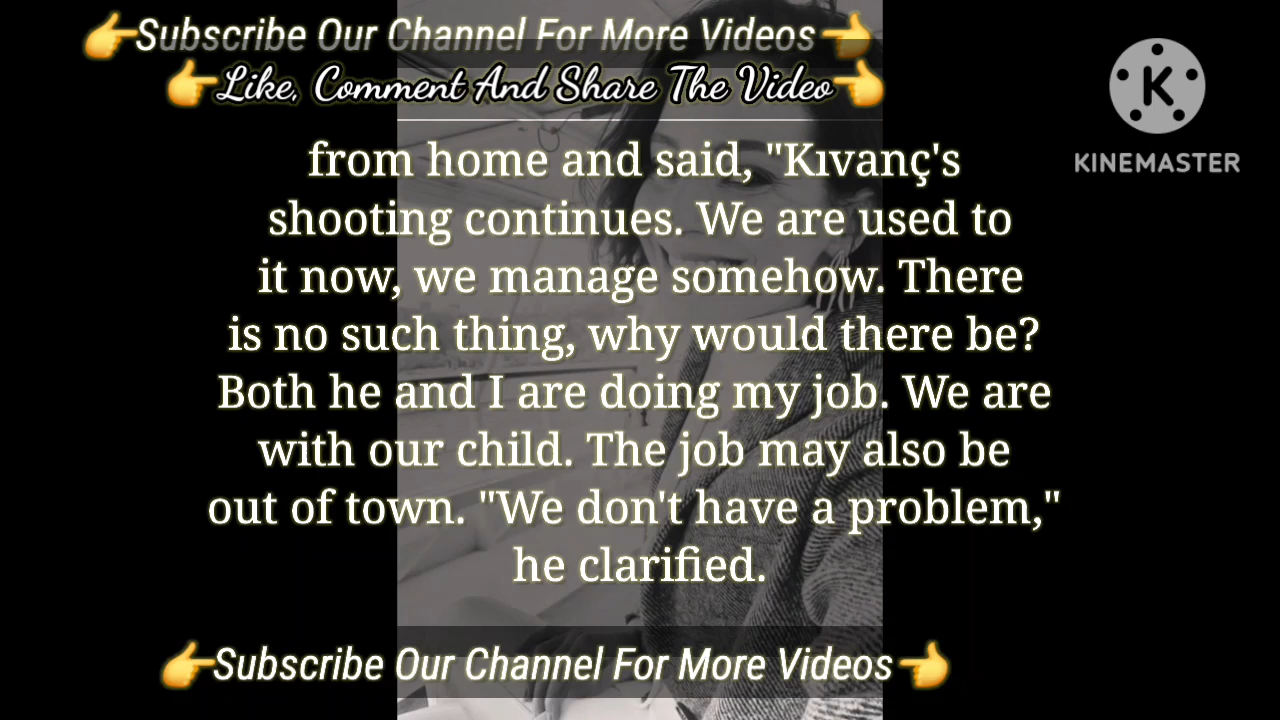 👉Subscribe Our Channel For More Videos👈
👉Like, Comment And Share The Video👈
KINEMASTER
from home and said, "Kıvanç's
shooting continues. We are used to
it now, we manage somehow. There
is no such thing, why would there be?
Both he and I are doing my job. We are
with our child. The job may also be
out of town. "We don't have a problem,"
he clarified.
👉Subscribe Our Channel For More Videos👈